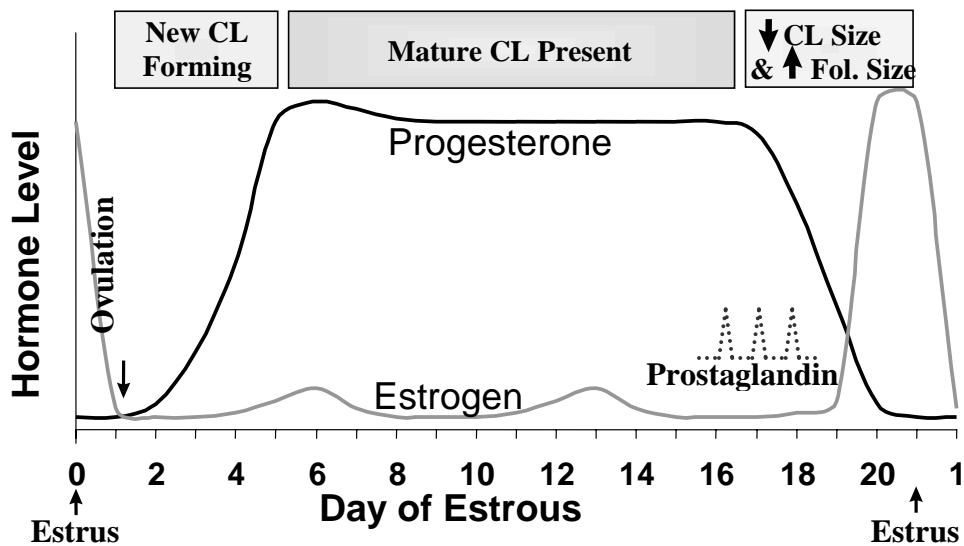 New CL
Forming
Mature CL Present
↓ CL Size
& ↑ Fol. Size
Hormone Level
Ovulation
Progesterone
Estrogen
Prostaglandin
0 2 4 6 8 10 12 14 16 18 20 1
Day of Estrous
Estrus
Estrus